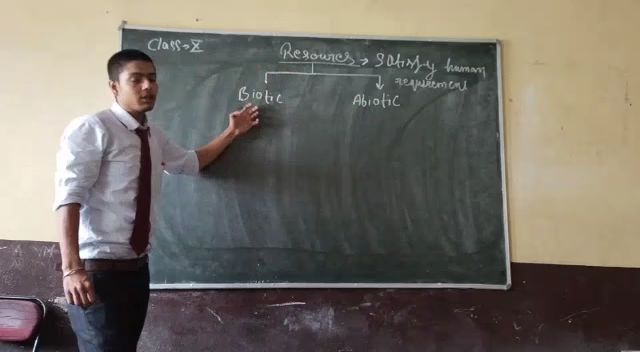 Class → X
Resources → satisfy human
requirement
Biotic
Abiotic